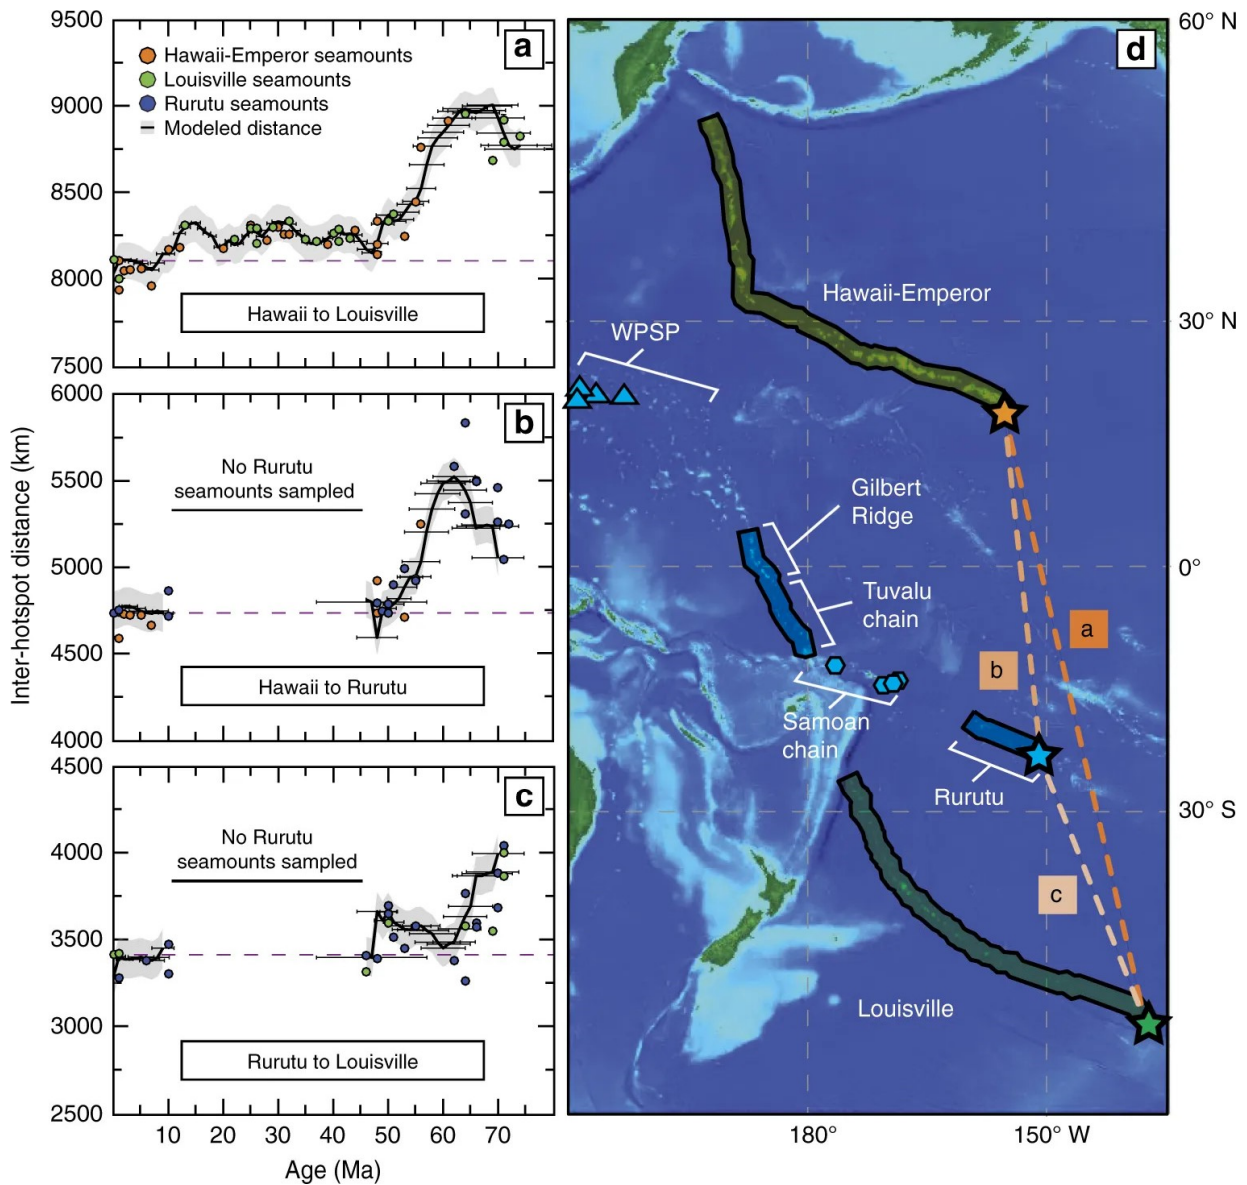 a
Hawaii-Emperor seamounts
Louisville seamounts
Rurutu seamounts
Modeled distance
9500
9000
8500
8000
7500
Hawaii to Louisville
b
6000
5500
5000
4500
4000
No Rurutu
seamounts sampled
Hawaii to Rurutu
Inter-hotspot distance (km)
c
4500
4000
3500
3000
2500
No Rurutu
seamounts sampled
Rurutu to Louisville
10 20 30 40 50 60 70
Age (Ma)
d
60° N
30° N
0°
30° S
180° 150° W
Hawaii-Emperor
WPSP
Gilbert
Ridge
Tuvalu
chain
a
b
Samoan
chain
Rurutu
c
Louisville